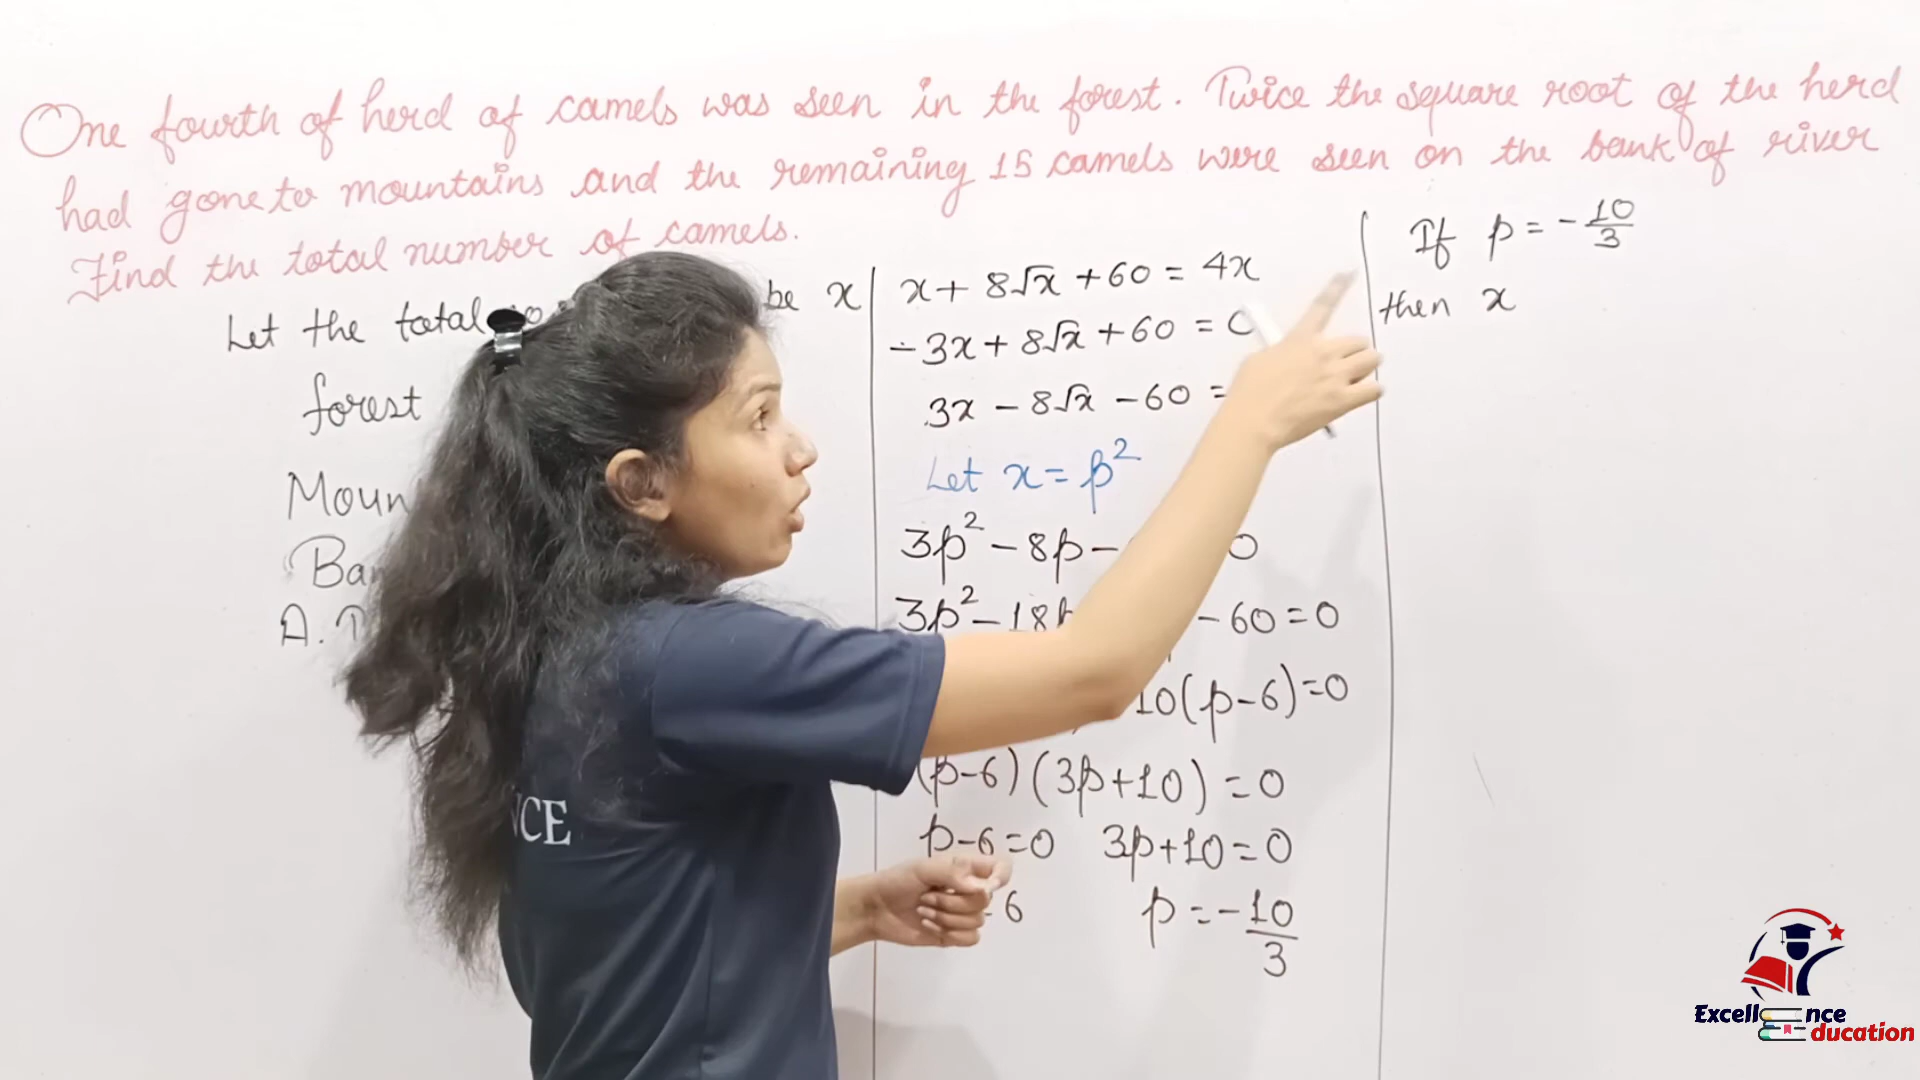 One fourth of herd of camels was seen in the forest. Twice the square root of the herd
had gone to mountains and the remaining 15 camels were seen on the bank of river
Find the total number of camels.
Let the total be x
forest
x + 8√x + 60 = 4x
-3x + 8√x + 60 = 0
3x - 8√x - 60 =
Let x = p²
3p² - 8p - 0
3p² - 18p - 60 = 0
10(p-6) = 0
(p-6) (3p+10) = 0
p-6=0 3p+10=0
6 p = -10/3
If p = -10/3
then x
NCE
Excellence
Education